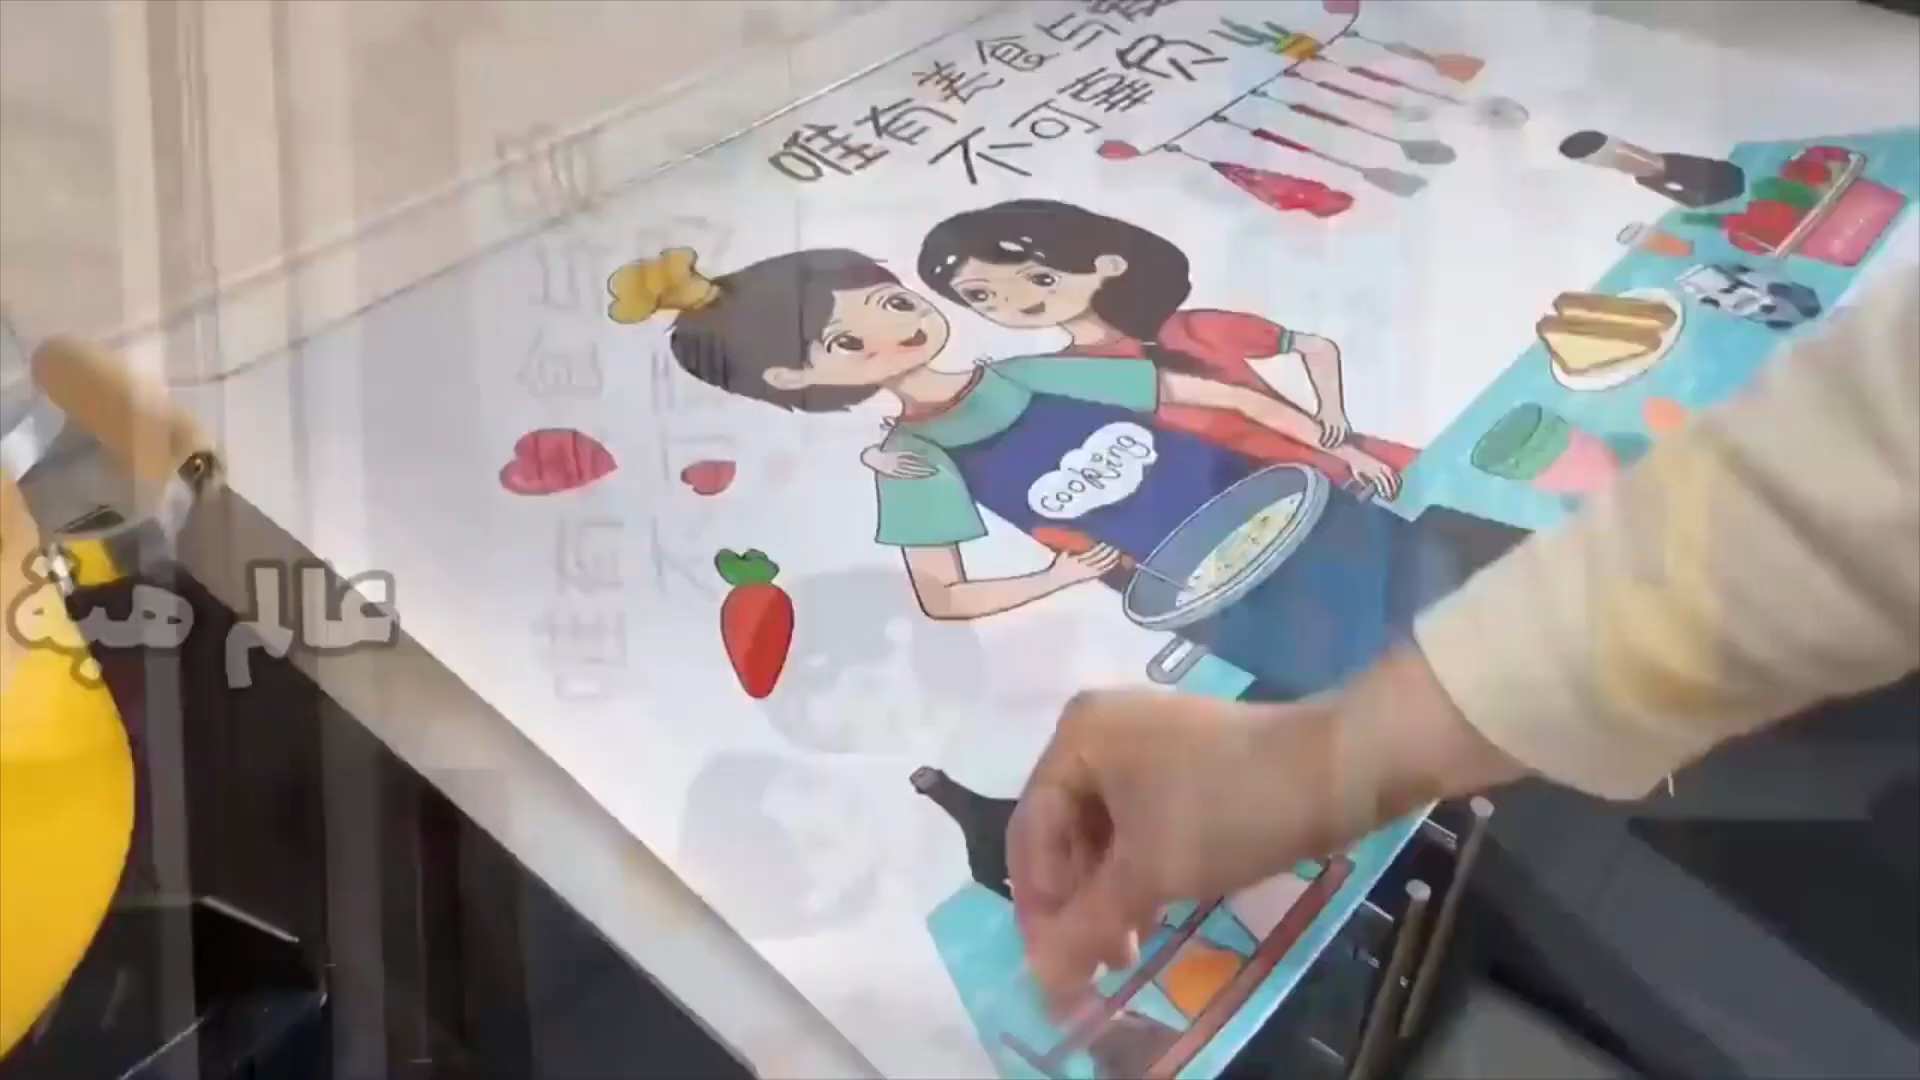 唯有美食与爱
不可辜负
cooking
عالم هبة